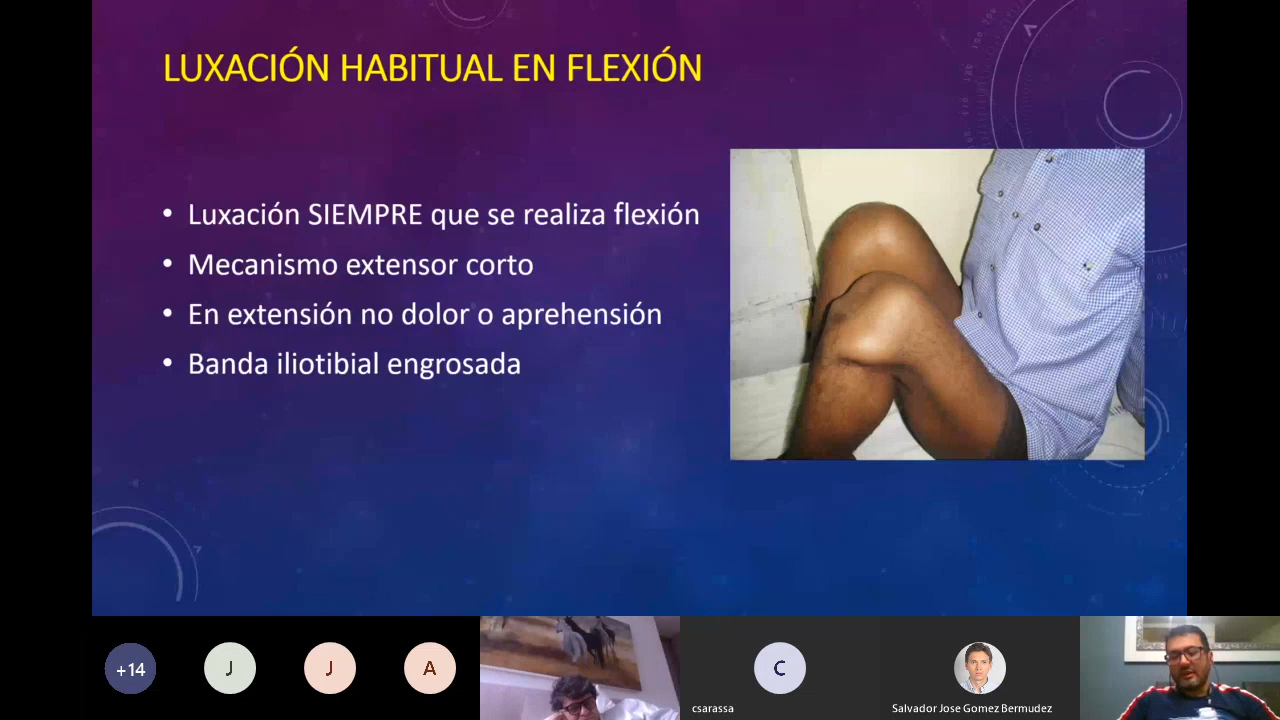 LUXACIÓN HABITUAL EN FLEXIÓN
• Luxación SIEMPRE que se realiza flexión
• Mecanismo extensor corto
• En extensión no dolor o aprehensión
• Banda iliotibial engrosada
+14
J
J
A
C
csarassa
Salvador Jose Gomez Bermudez